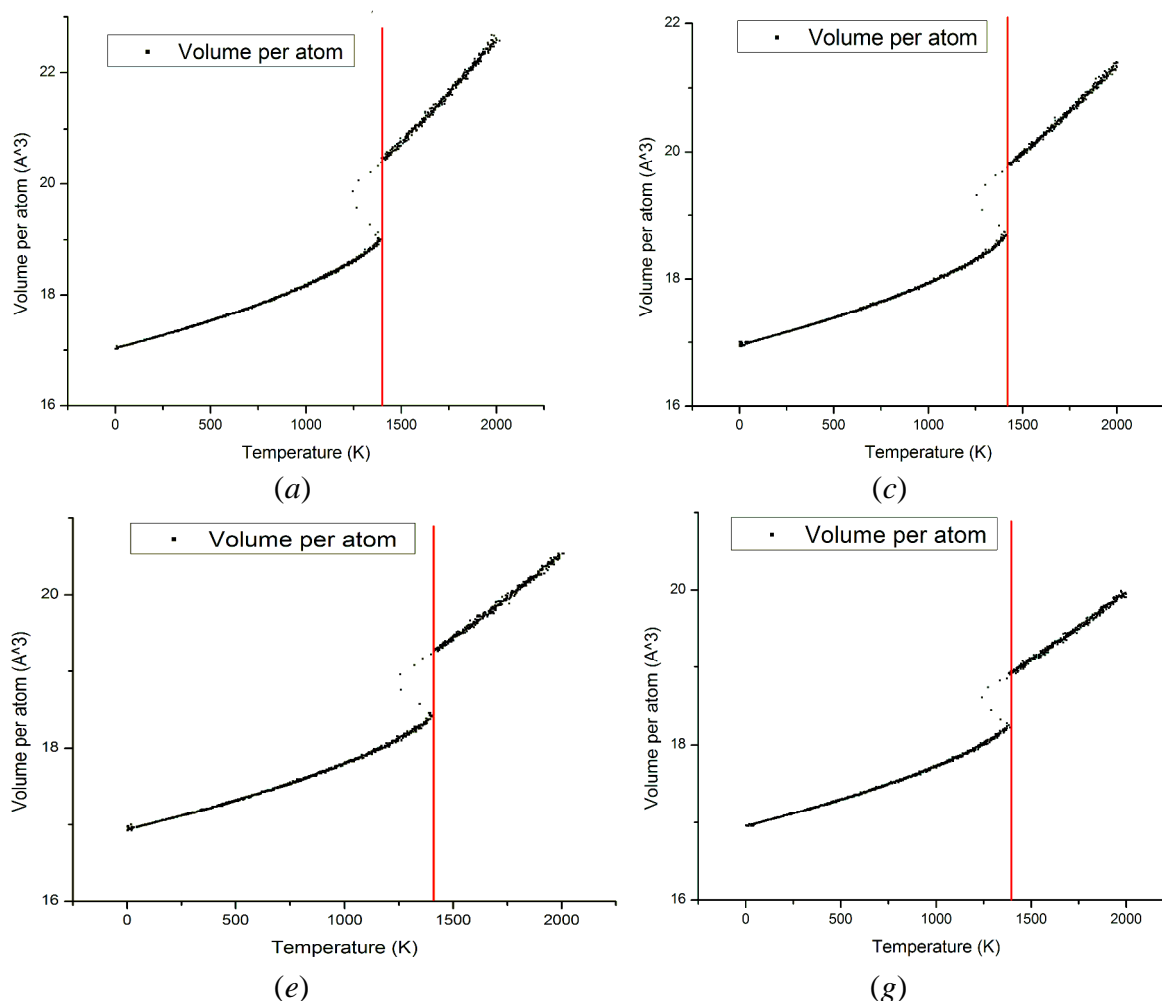 Volume per atom
Volume per atom (A^3)
22
20
18
16
0 500 1000 1500 2000
Temperature (K)
(a)
Volume per atom
Volume per atom (A^3)
22
20
18
16
0 500 1000 1500 2000
Temperature (K)
(c)
Volume per atom
Volume per atom (A^3)
20
18
16
0 500 1000 1500 2000
Temperature (K)
(e)
Volume per atom
Volume per atom (A^3)
20
18
16
0 500 1000 1500 2000
Temperature (K)
(g)